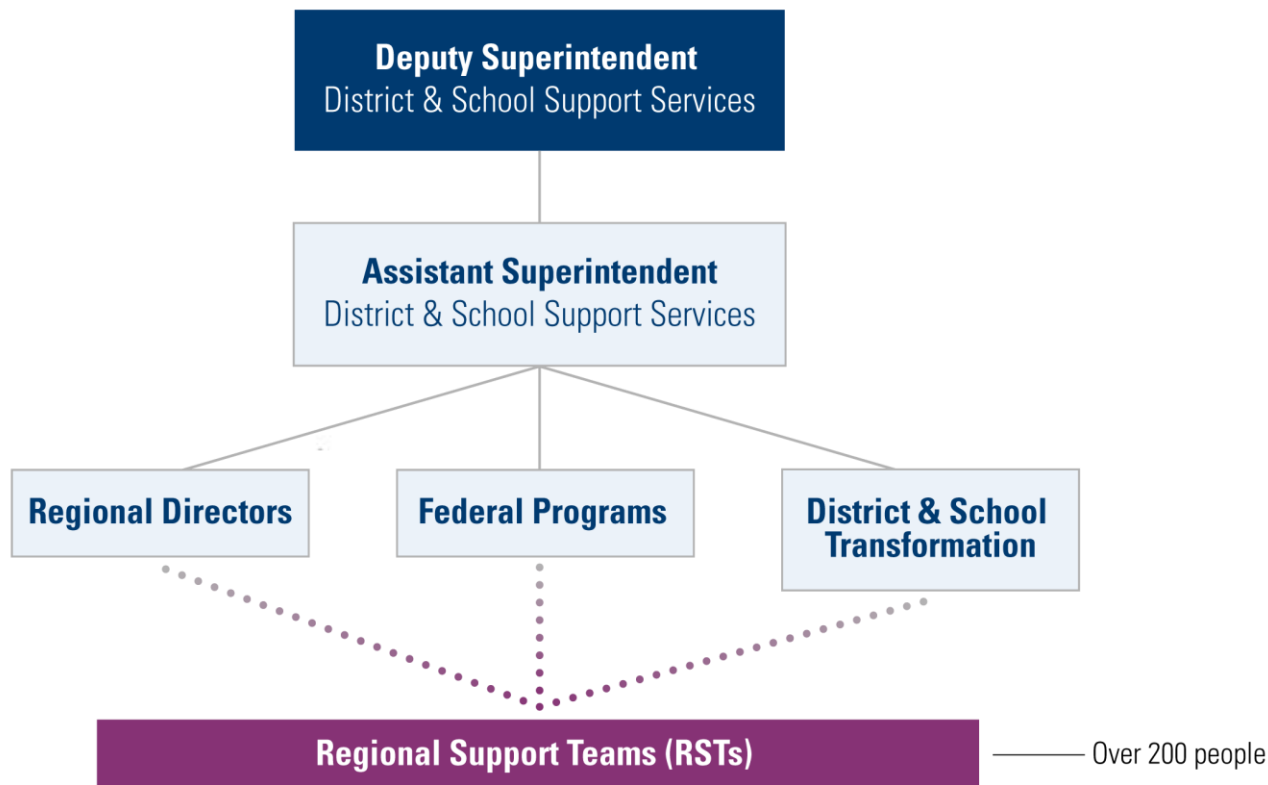 Deputy Superintendent
District & School Support Services
Assistant Superintendent
District & School Support Services
Regional Directors
Federal Programs
District & School
Transformation
Regional Support Teams (RSTs)
Over 200 people